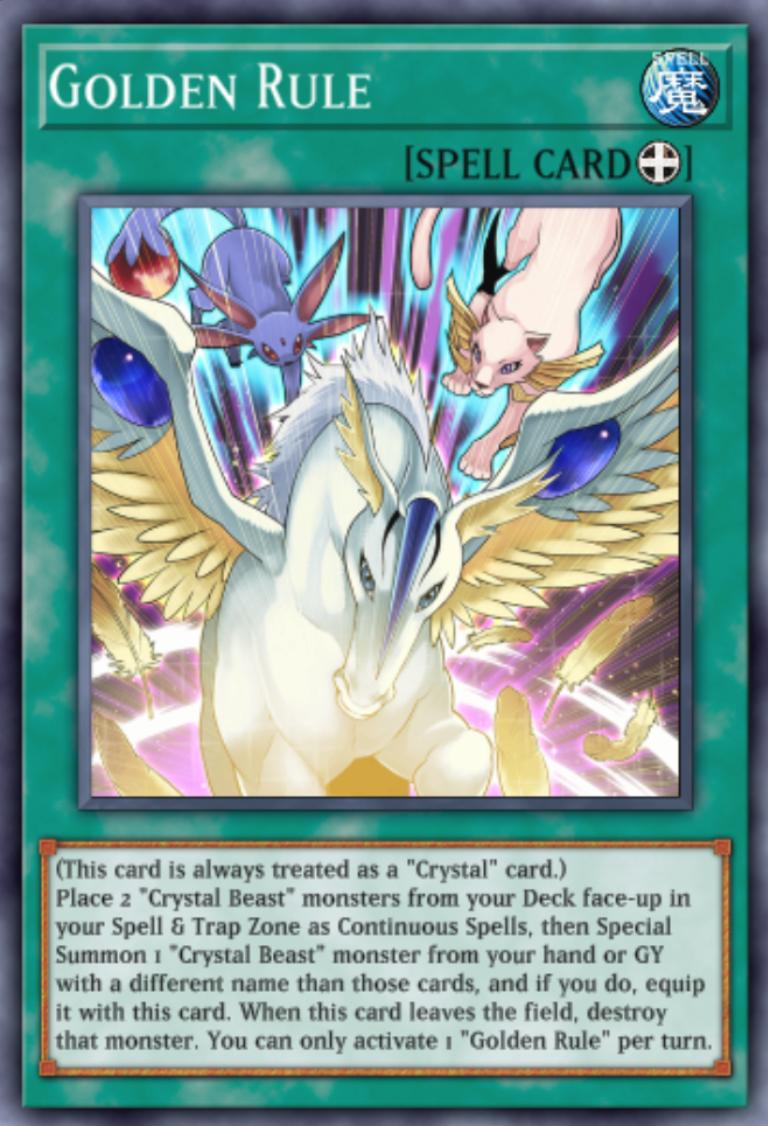 GOLDEN RULE
SPELL
魔
[SPELL CARD]
(This card is always treated as a "Crystal" card.)
Place 2 "Crystal Beast" monsters from your Deck face-up in
your Spell & Trap Zone as Continuous Spells, then Special
Summon 1 "Crystal Beast" monster from your hand or GY
with a different name than those cards, and if you do, equip
it with this card. When this card leaves the field, destroy
that monster. You can only activate 1 "Golden Rule" per turn.